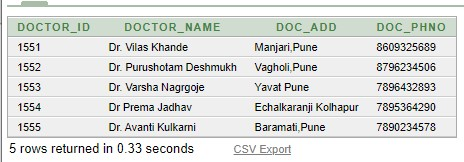 DOCTOR_ID DOCTOR_NAME DOC_ADD DOC_PHNO
1551 Dr. Vilas Khande Manjari,Pune 8609325689
1552 Dr. Purushotam Deshmukh Vagholi,Pune 8796234506
1553 Dr. Varsha Nagrgoje Yavat Pune 7896432893
1554 Dr Prema Jadhav Echalkaranji Kolhapur 7895364290
1555 Dr. Avanti Kulkarni Baramati,Pune 7890234578
5 rows returned in 0.33 seconds CSV Export